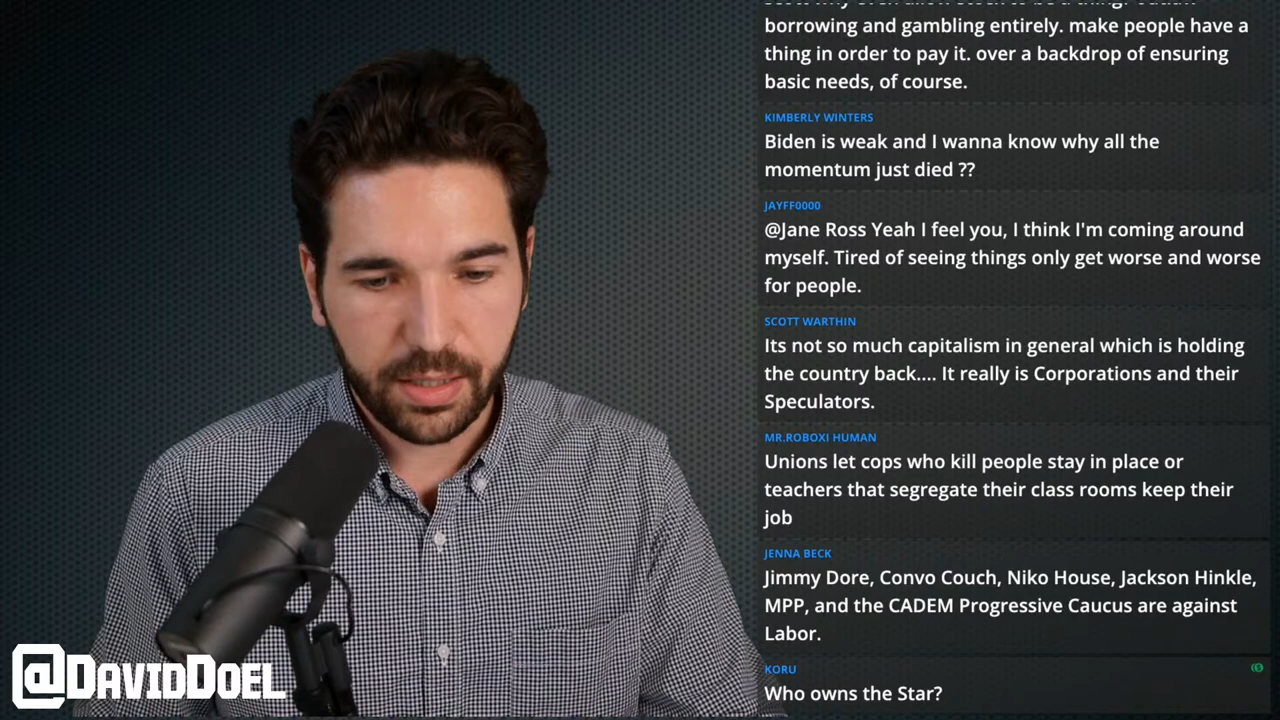 borrowing and gambling entirely. make people have a
thing in order to pay it. over a backdrop of ensuring
basic needs, of course.
KIMBERLY WINTERS
Biden is weak and I wanna know why all the
momentum just died ??
JAYFF0000
@Jane Ross Yeah I feel you, I think I'm coming around
myself. Tired of seeing things only get worse and worse
for people.
SCOTT WARTHIN
Its not so much capitalism in general which is holding
the country back.... It really is Corporations and their
Speculators.
MR.ROBOXI HUMAN
Unions let cops who kill people stay in place or
teachers that segregate their class rooms keep their
job
JENNA BECK
Jimmy Dore, Convo Couch, Niko House, Jackson Hinkle,
MPP, and the CADEM Progressive Caucus are against
Labor.
KORU
Who owns the Star?
@DAVIDDOEL